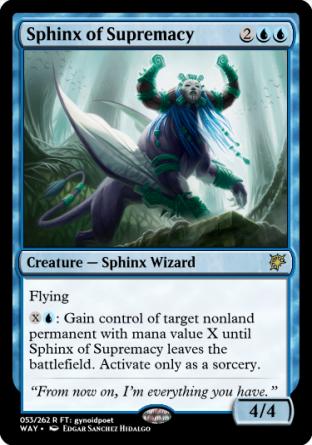 Sphinx of Supremacy 2
Creature — Sphinx Wizard
Flying
X : Gain control of target nonland
permanent with mana value X until
Sphinx of Supremacy leaves the
battlefield. Activate only as a sorcery.
“From now on, I’m everything you have.”
053/262 R FT: gynoidpoet
WAY • Edgar Sanchez Hidalgo
4/4